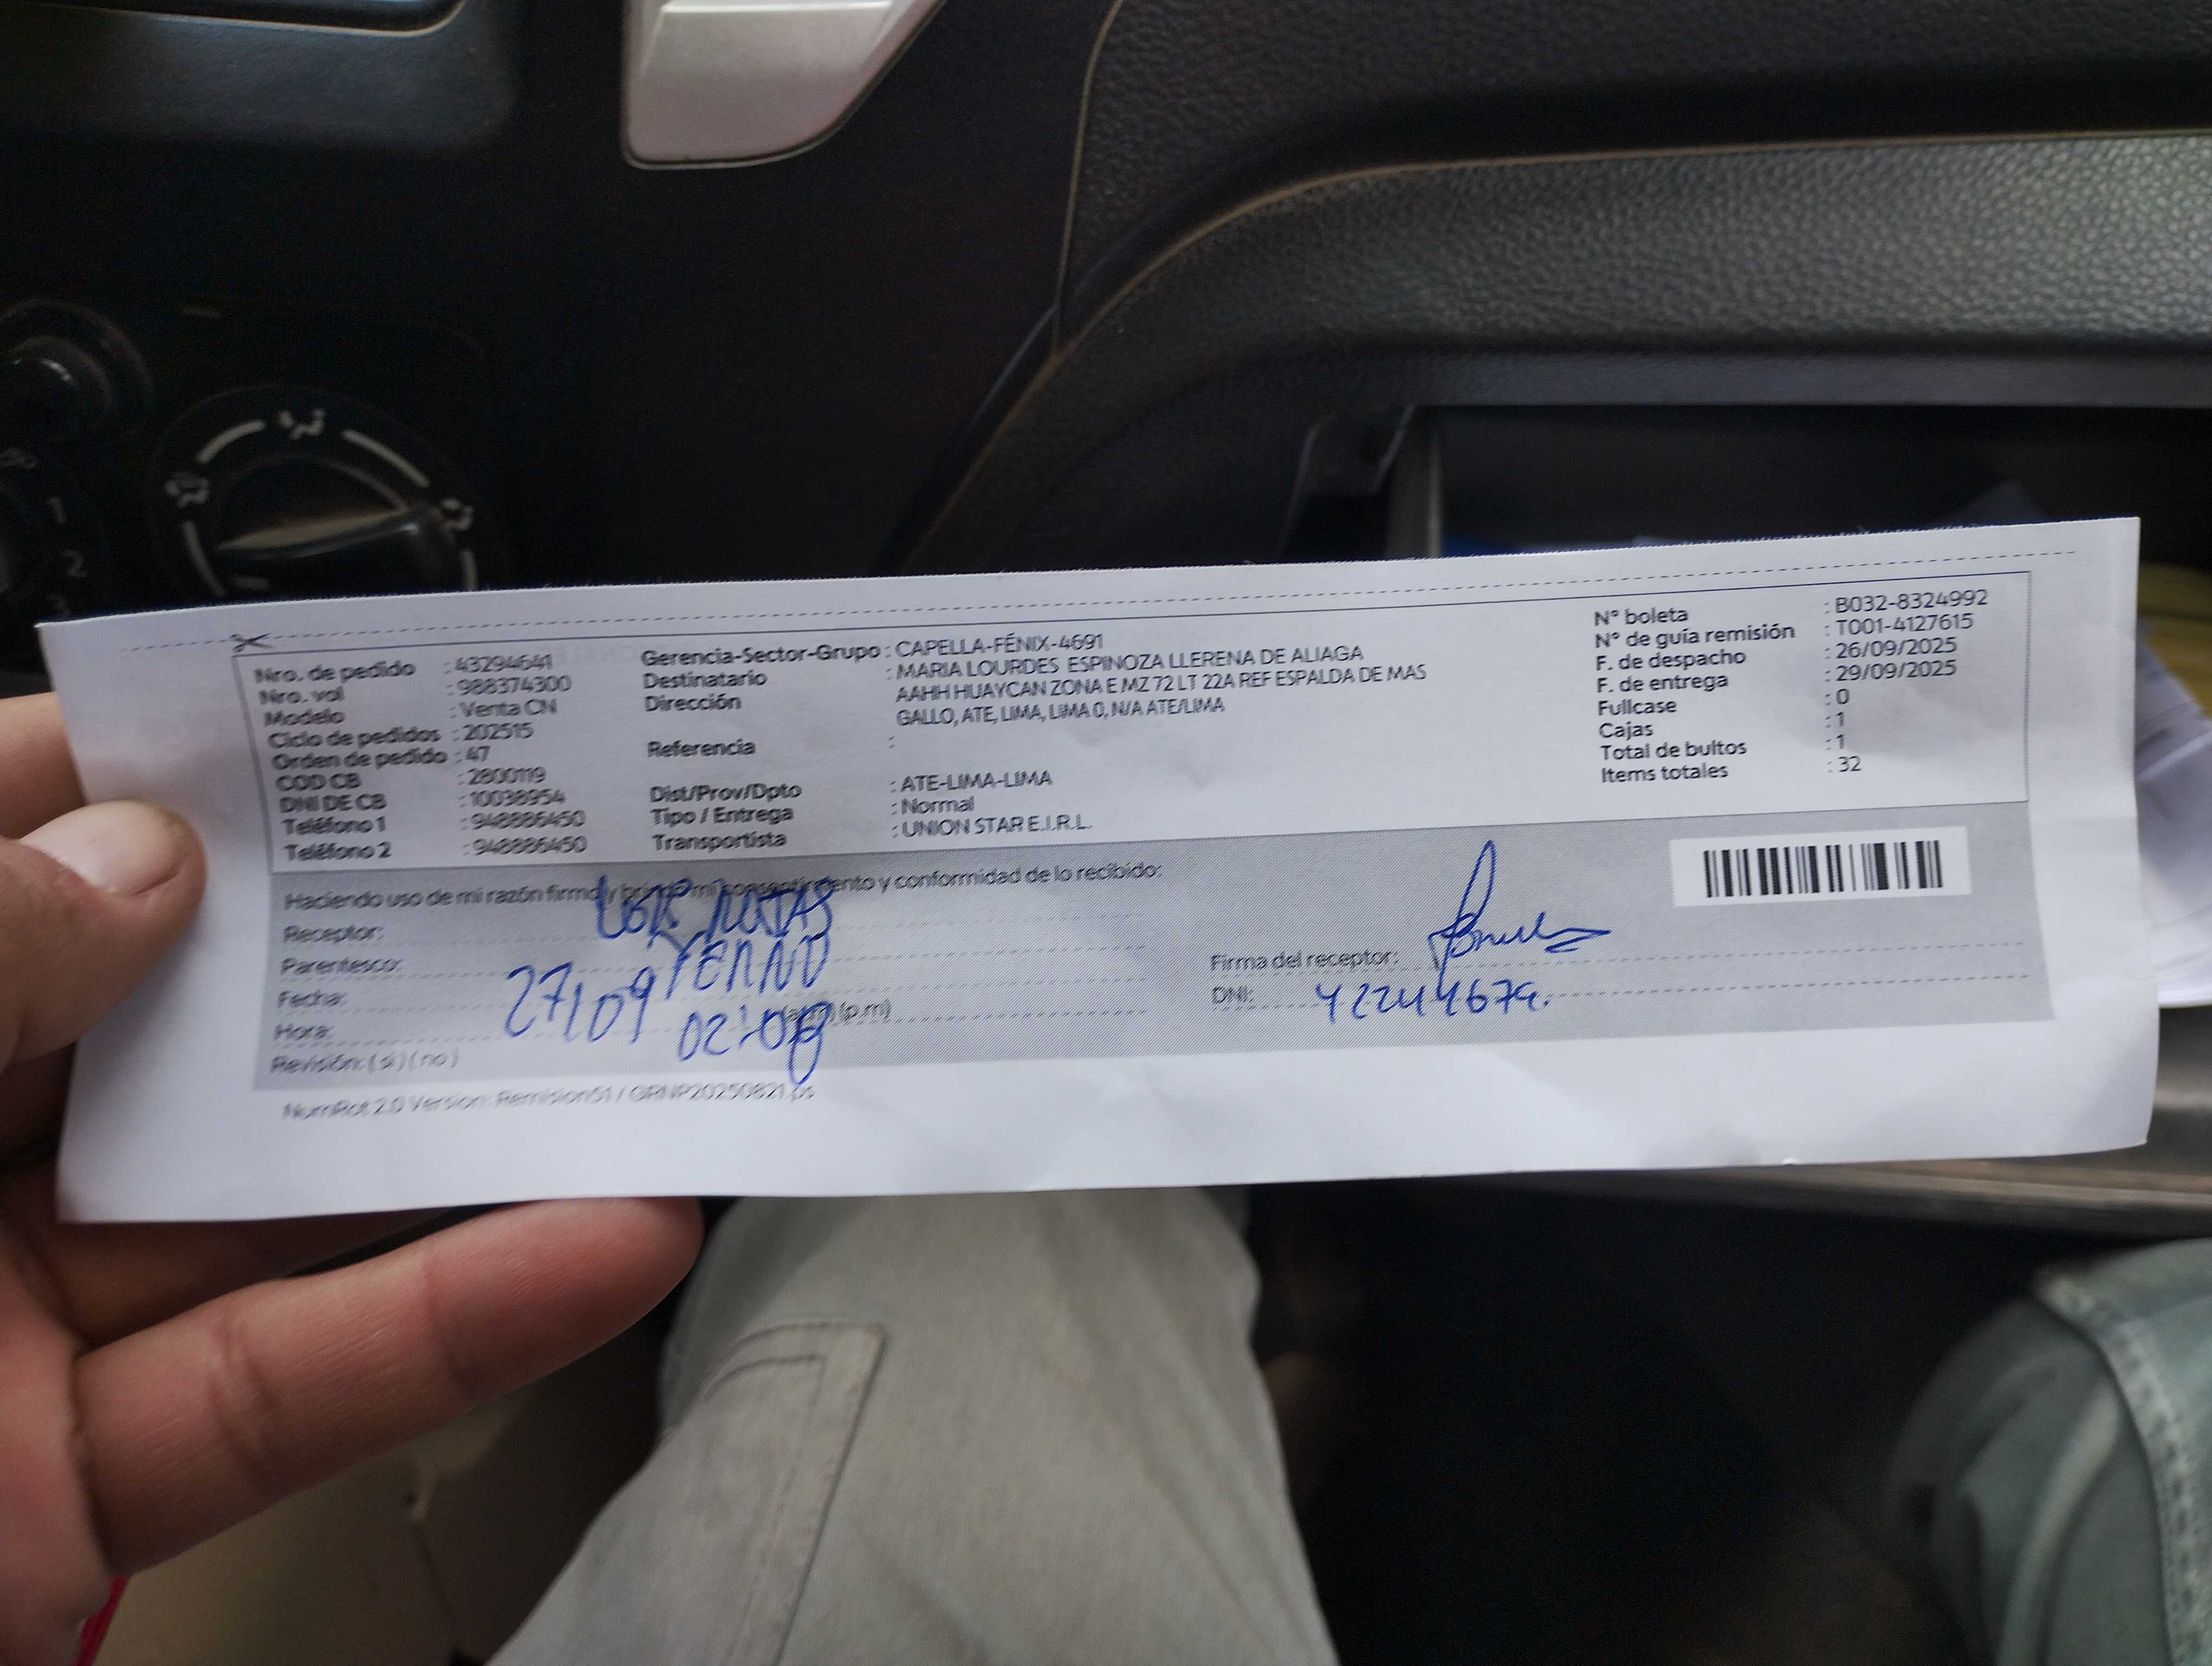 Nro. de pedido : 43294641
Nro. vol : 988374300
Modelo : Venta CN
Ciclo de pedidos : 202515
Orden de pedido : 47
COD CB : 2800119
DNI DE CB : 10038954
Teléfono 1 : 948886450
Teléfono 2 : 948886450
Gerencia-Sector-Grupo : CAPELLA-FÉNIX-4691
Destinatario : MARIA LOURDES ESPINOZA LLERENA DE ALIAGA
Dirección AAHH HUAYCAN ZONA E MZ 72 LT 22A REF ESPALDA DE MAS
GALLO, ATE, LIMA, LIMA 0, N/A ATE/LIMA
Referencia :
Dist/Prov/Dpto : ATE-LIMA-LIMA
Tipo / Entrega : Normal
Transportista : UNION STAR E.I.R.L.
N° boleta : B032-8324992
N° de guía remisión : T001-4127615
F. de despacho : 26/09/2025
F. de entrega : 29/09/2025
Fullcase : 0
Cajas : 1
Total de bultos : 1
Items totales : 32
Haciendo uso de mi razón firmo y brindo mi consentimiento y conformidad de lo recibido:
Receptor: ROJAS
Parentesco: YERNO
Fecha: 27/09
Hora: 02:08 (a.m) (p.m)
Revisión: (si) (no)
Firma del receptor:
DNI: 42244679.
NumRot 2.0 Version: Remision51 / GRNP20250821.ps
1
2
3